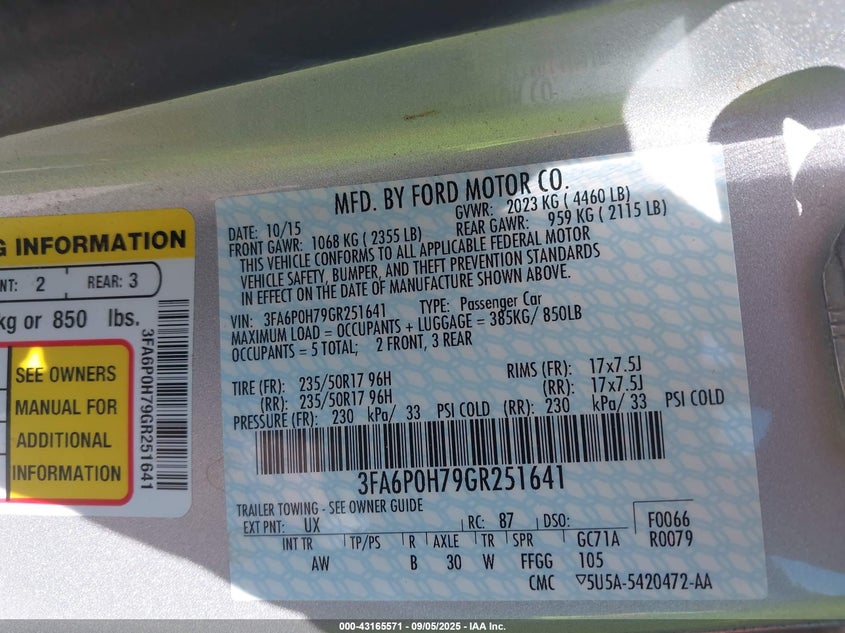 G INFORMATION
NT: 2 REAR: 3
kg or 850 lbs.
SEE OWNERS
MANUAL FOR
ADDITIONAL
INFORMATION
3FA6P0H79GR251641
MFD. BY FORD MOTOR CO.
DATE: 10/15 GVWR: 2023 KG ( 4460 LB)
FRONT GAWR: 1068 KG ( 2355 LB) REAR GAWR: 959 KG ( 2115 LB)
THIS VEHICLE CONFORMS TO ALL APPLICABLE FEDERAL MOTOR
VEHICLE SAFETY, BUMPER, AND THEFT PREVENTION STANDARDS
IN EFFECT ON THE DATE OF MANUFACTURE SHOWN ABOVE.
VIN: 3FA6P0H79GR251641 TYPE: Passenger Car
MAXIMUM LOAD = OCCUPANTS + LUGGAGE = 385KG/ 850LB
OCCUPANTS = 5 TOTAL; 2 FRONT, 3 REAR
TIRE (FR): 235/50R17 96H RIMS (FR): 17x7.5J
(RR): 235/50R17 96H (RR): 17x7.5J
PRESSURE (FR): 230 kPa/ 33 PSI COLD (RR): 230 kPa/ 33 PSI COLD
3FA6P0H79GR251641
TRAILER TOWING - SEE OWNER GUIDE
EXT PNT: UX RC: 87 DSO: F0066
INT TR TP/PS R AXLE TR SPR GC71A R0079
AW B 30 W FFGG 105
CMC ▽5U5A-5420472-AA
000-43165571 - 09/05/2025 - IAA Inc.